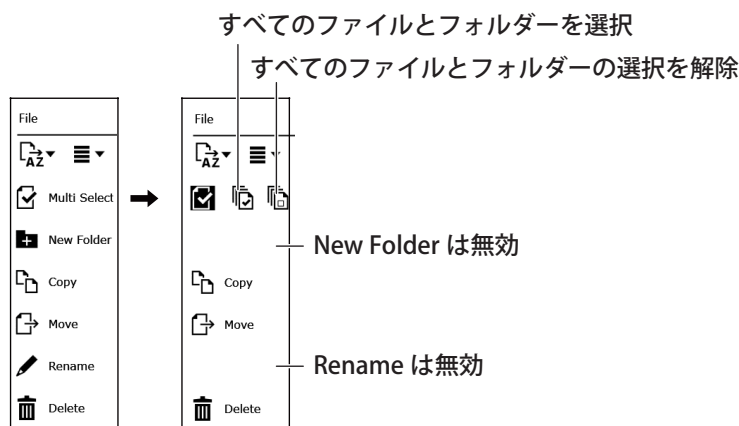 すべてのファイルとフォルダーを選択
すべてのファイルとフォルダーの選択を解除
File
AZ
Multi Select
New Folder
Copy
Move
Rename
Delete
File
AZ
New Folder は無効
Copy
Move
Rename は無効
Delete